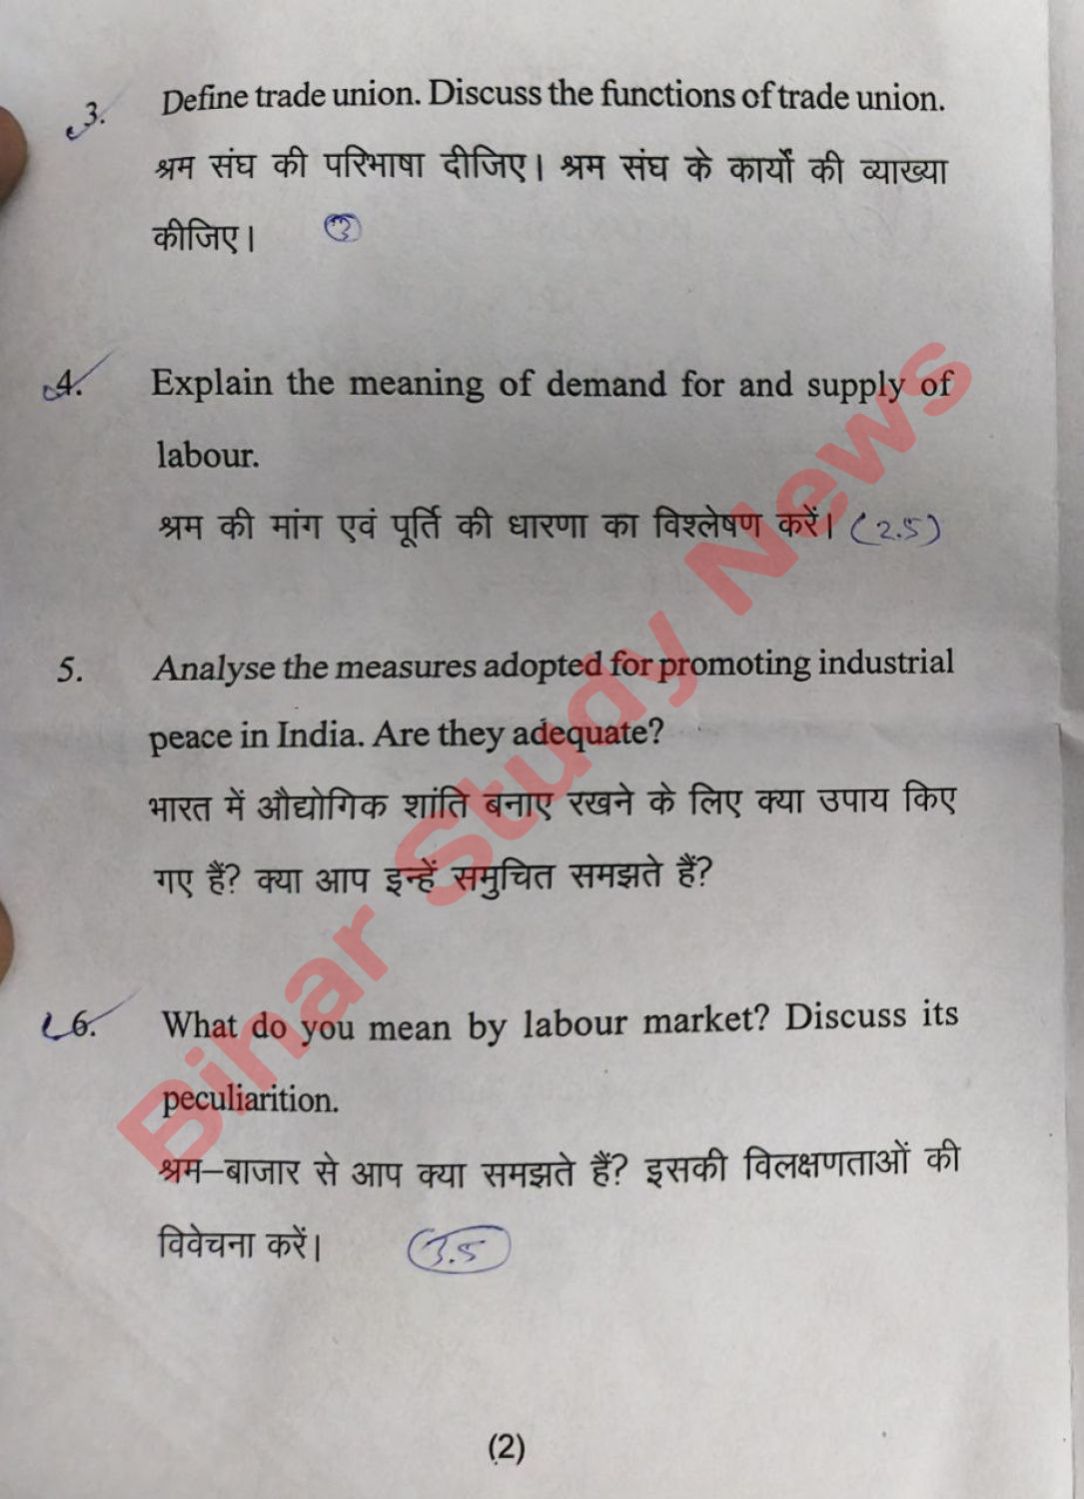 3. Define trade union. Discuss the functions of trade union.
श्रम संघ की परिभाषा दीजिए। श्रम संघ के कार्यों की व्याख्या
कीजिए।
4. Explain the meaning of demand for and supply of
labour.
श्रम की मांग एवं पूर्ति की धारणा का विश्लेषण करें। (2.5)
5. Analyse the measures adopted for promoting industrial
peace in India. Are they adequate?
भारत में औद्योगिक शांति बनाए रखने के लिए क्या उपाय किए
गए हैं? क्या आप इन्हें समुचित समझते हैं?
6. What do you mean by labour market? Discuss its
peculiarition.
श्रम–बाजार से आप क्या समझते हैं? इसकी विलक्षणताओं की
विवेचना करें।
(2)
Bihar Study News